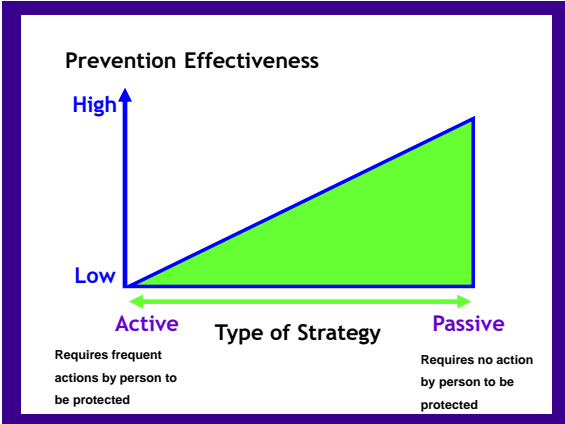 Prevention Effectiveness
High
Low
Active
Type of Strategy
Passive
Requires frequent
actions by person to
be protected
Requires no action
by person to be
protected